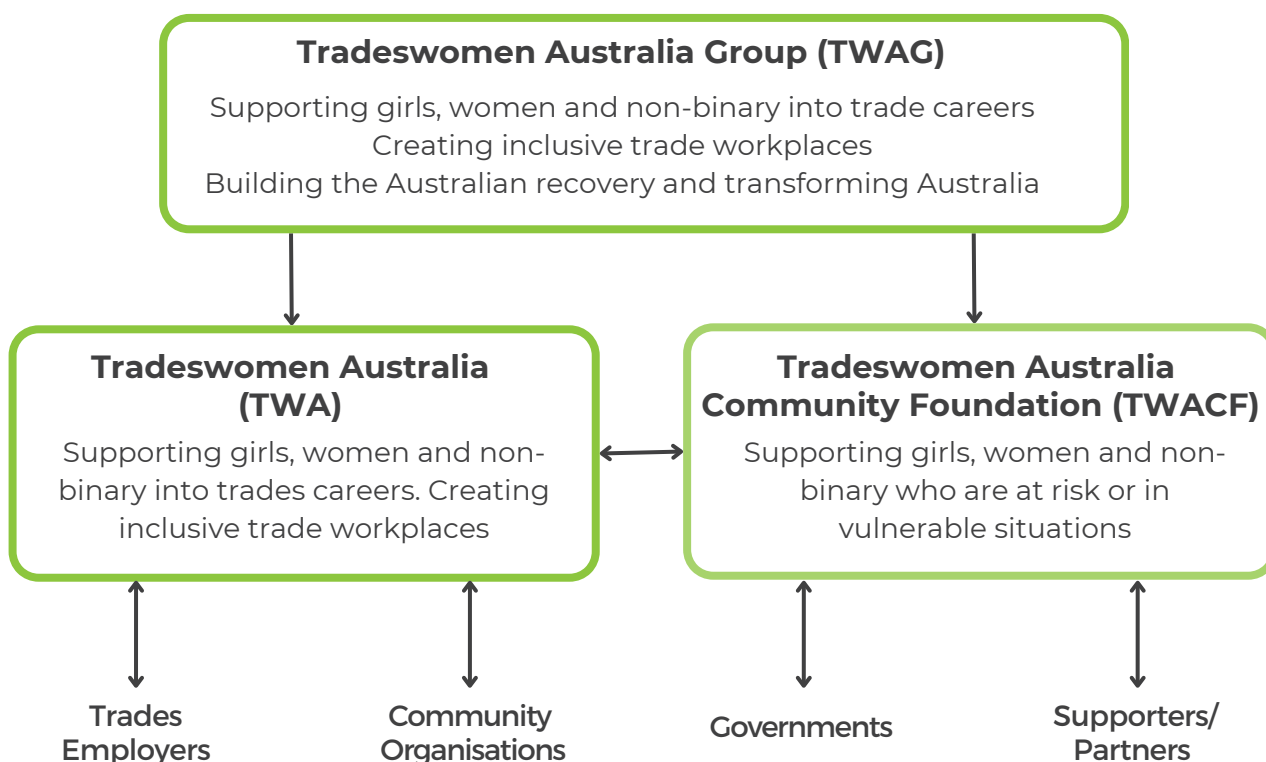 Tradeswomen Australia Group (TWAG)
Supporting girls, women and non-binary into trade careers
Creating inclusive trade workplaces
Building the Australian recovery and transforming Australia
Tradeswomen Australia
(TWA)
Supporting girls, women and non-
binary into trades careers. Creating
inclusive trade workplaces
Tradeswomen Australia
Community Foundation (TWACF)
Supporting girls, women and non-
binary who are at risk or in
vulnerable situations
Trades
Employers
Community
Organisations
Governments
Supporters/
Partners